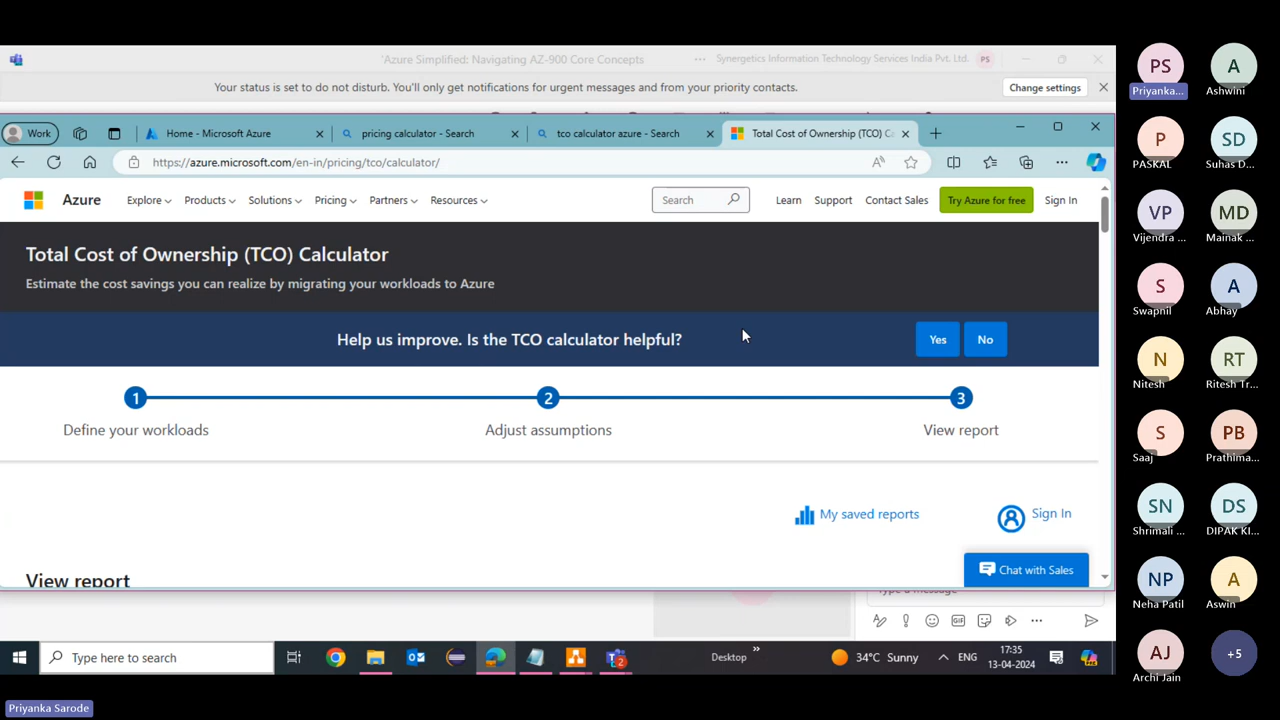 'Azure Simplified: Navigating AZ-900 Core Concepts
Synergetics Information Technology Services India Pvt. Ltd.
PS
Your status is set to do not disturb. You'll only get notifications for urgent messages and from your priority contacts.
Change settings
Work
Home - Microsoft Azure
pricing calculator - Search
tco calculator azure - Search
Total Cost of Ownership (TCO) C
https://azure.microsoft.com/en-in/pricing/tco/calculator/
Azure
Explore
Products
Solutions
Pricing
Partners
Resources
Search
Learn
Support
Contact Sales
Try Azure for free
Sign In
Total Cost of Ownership (TCO) Calculator
Estimate the cost savings you can realize by migrating your workloads to Azure
Help us improve. Is the TCO calculator helpful?
Yes
No
1
2
3
Define your workloads
Adjust assumptions
View report
My saved reports
Sign In
View report
Chat with Sales
Type a message
GIF
Type here to search
2
Desktop
34°C Sunny
ENG
17:35
13-04-2024
PS
Priyanka...
A
Ashwini
P
PASKAL
SD
Suhas D...
VP
Vijendra ...
MD
Mainak ...
S
Swapnil
A
Abhay
N
Nitesh
RT
Ritesh Tr...
S
Saaj
PB
Prathima...
SN
Shrimali ...
DS
DIPAK KI...
NP
Neha Patil
A
Aswin
AJ
Archi Jain
+5
Priyanka Sarode